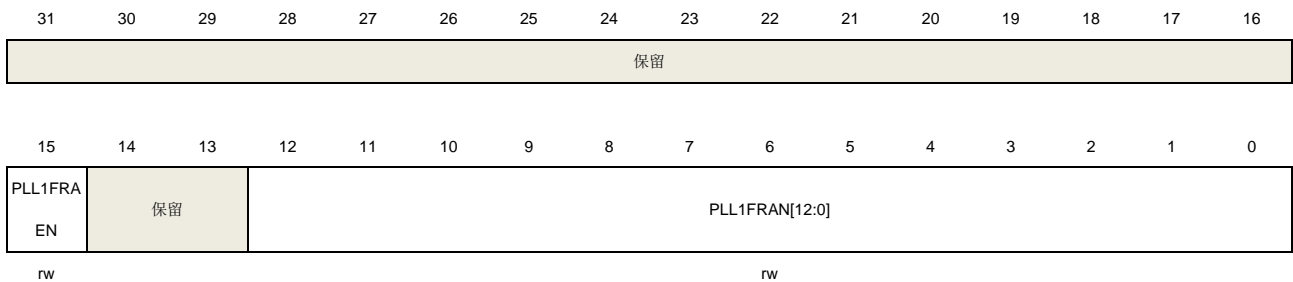 31 30 29 28 27 26 25 24 23 22 21 20 19 18 17 16
保留
15 14 13 12 11 10 9 8 7 6 5 4 3 2 1 0
PLL1FRA
EN
保留
PLL1FRAN[12:0]
rw rw